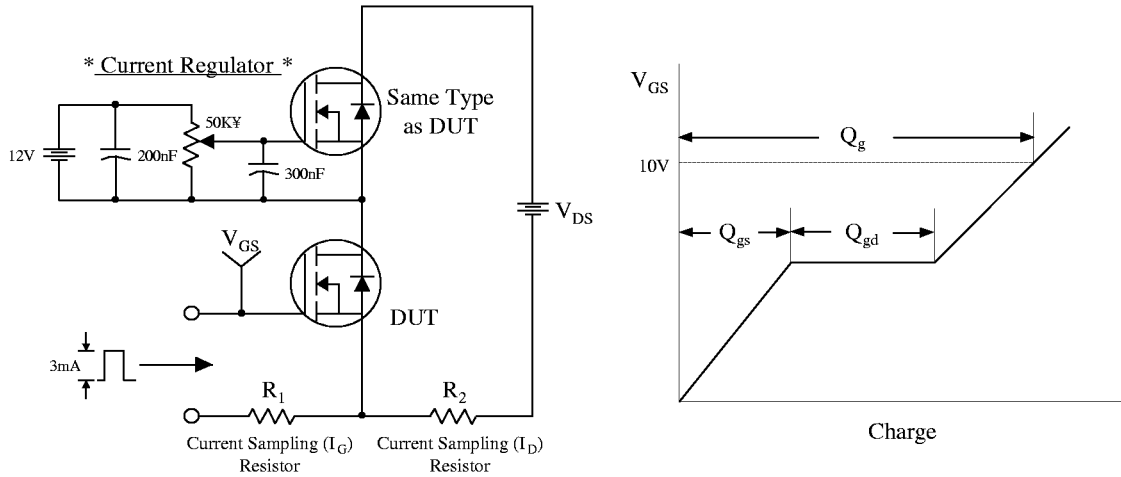 * Current Regulator *
50K¥
12V
200nF
300nF
Same Type
as DUT
V_DS
V_GS
DUT
3mA
R_1
R_2
Current Sampling (I_G)
Resistor
Current Sampling (I_D)
Resistor
V_GS
10V
Q_g
Q_gs
Q_gd
Charge